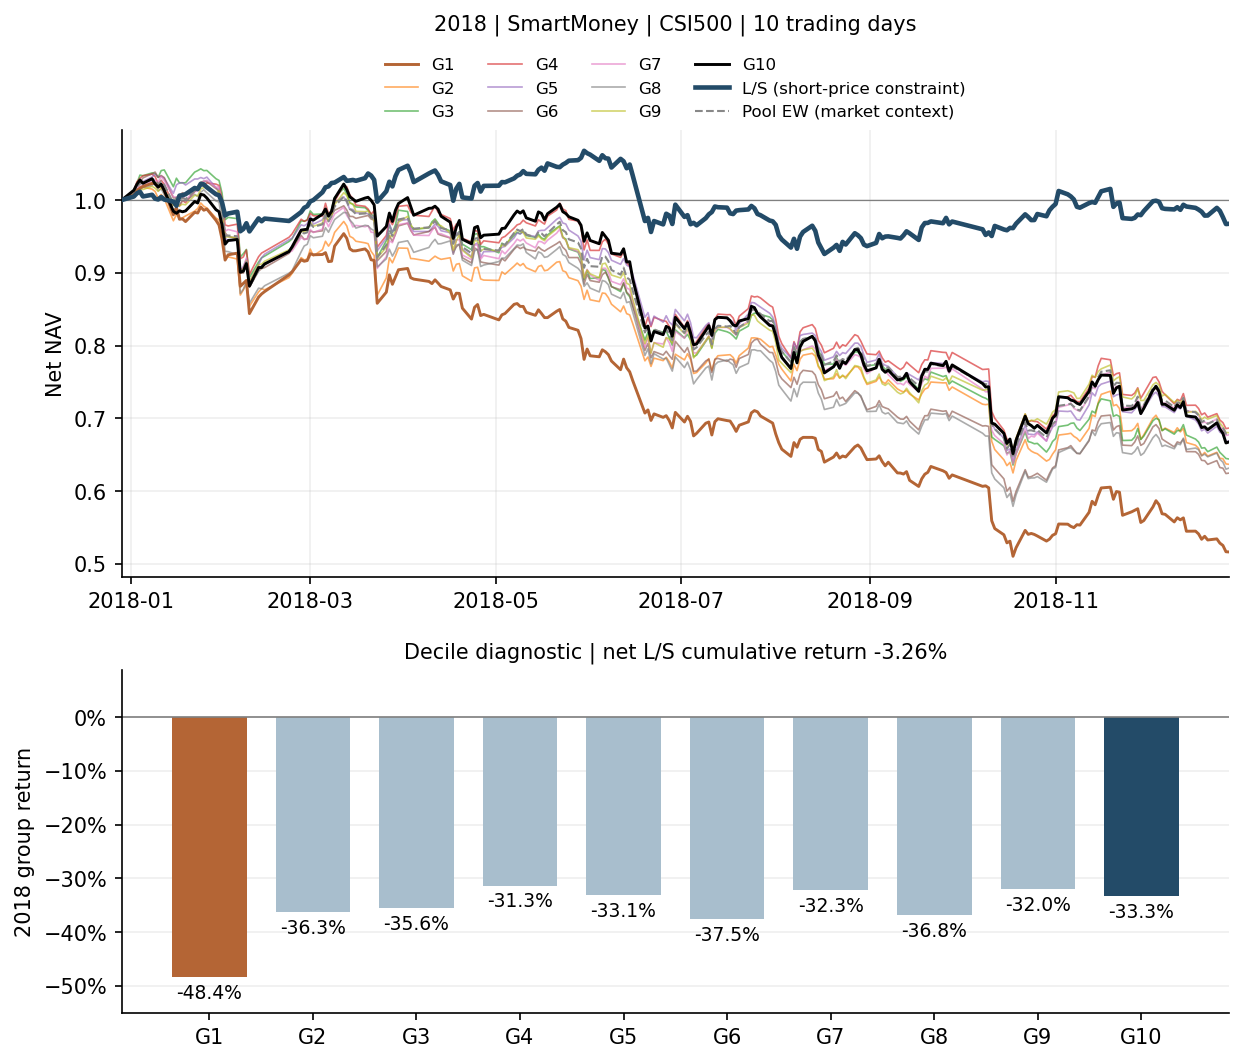 2018 | SmartMoney | CSI500 | 10 trading days
G1 G4 G7 G10
G2 G5 G8 L/S (short-price constraint)
G3 G6 G9 Pool EW (market context)
Net NAV
1.0
0.9
0.8
0.7
0.6
0.5
2018-01 2018-03 2018-05 2018-07 2018-09 2018-11
Decile diagnostic | net L/S cumulative return -3.26%
2018 group return
0%
−10%
−20%
−30%
−40%
−50%
-48.4% -36.3% -35.6% -31.3% -33.1% -37.5% -32.3% -36.8% -32.0% -33.3%
G1 G2 G3 G4 G5 G6 G7 G8 G9 G10